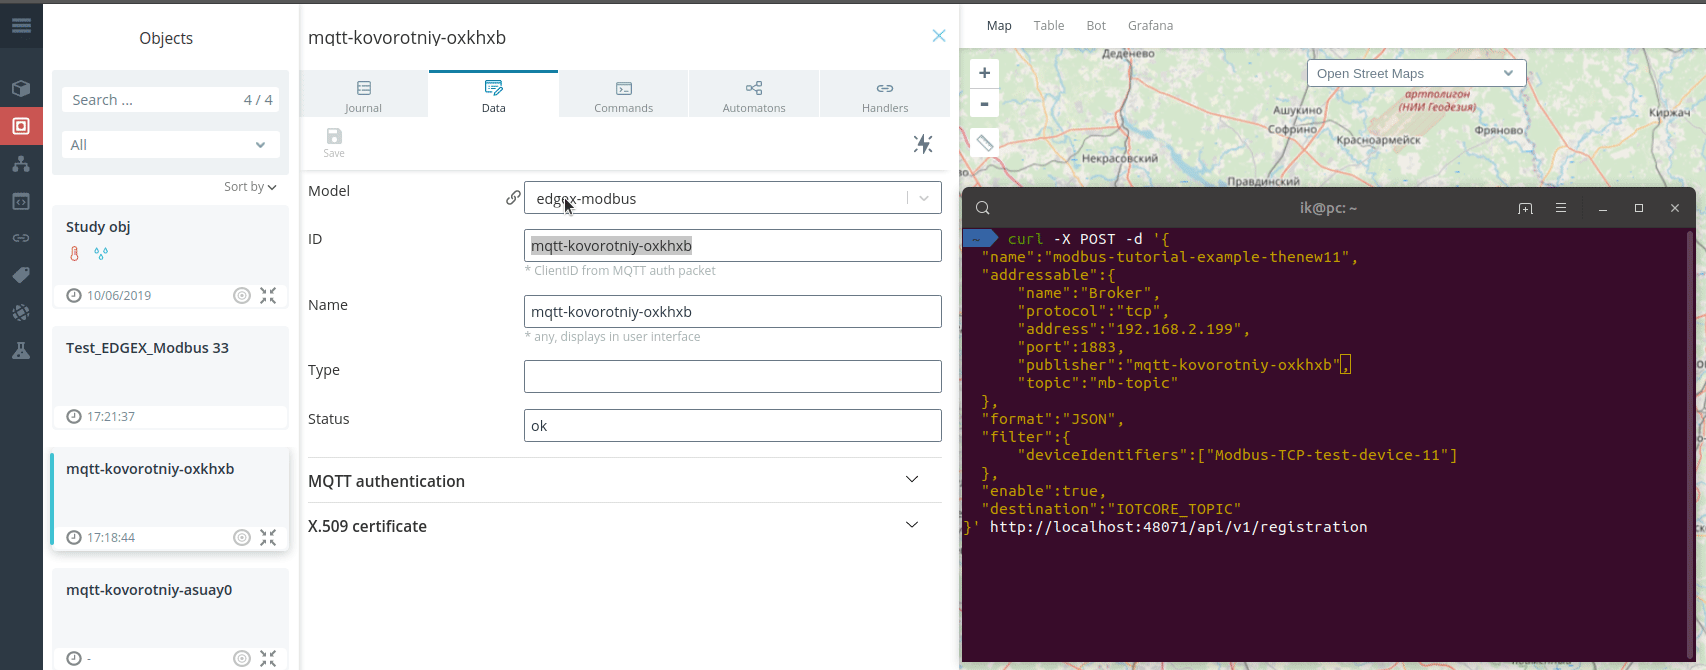 Objects
Search ... 4 / 4
All
Sort by
Study obj
10/06/2019
Test_EDGEX_Modbus 33
17:21:37
mqtt-kovorotniy-oxkhxb
17:18:44
mqtt-kovorotniy-asuay0
-
mqtt-kovorotniy-oxkhxb
Journal
Data
Commands
Automatons
Handlers
Save
Model
edgex-modbus
ID
mqtt-kovorotniy-oxkhxb
* ClientID from MQTT auth packet
Name
mqtt-kovorotniy-oxkhxb
* any, displays in user interface
Type
Status
ok
MQTT authentication
X.509 certificate
Map Table Bot Grafana
+
-
Open Street Maps
Деденево
артполигон
(НИИ Геодезия)
Ашукино
Софрино
Красноармейск
Фряново
Киржач
Некрасовский
Правдинский
ik@pc: ~
~ curl -X POST -d '{
"name":"modbus-tutorial-example-thenew11",
"addressable":{
"name":"Broker",
"protocol":"tcp",
"address":"192.168.2.199",
"port":1883,
"publisher":"mqtt-kovorotniy-oxkhxb",
"topic":"mb-topic"
},
"format":"JSON",
"filter":{
"deviceIdentifiers":["Modbus-TCP-test-device-11"]
},
"enable":true,
"destination":"IOTCORE_TOPIC"
}' http://localhost:48071/api/v1/registration